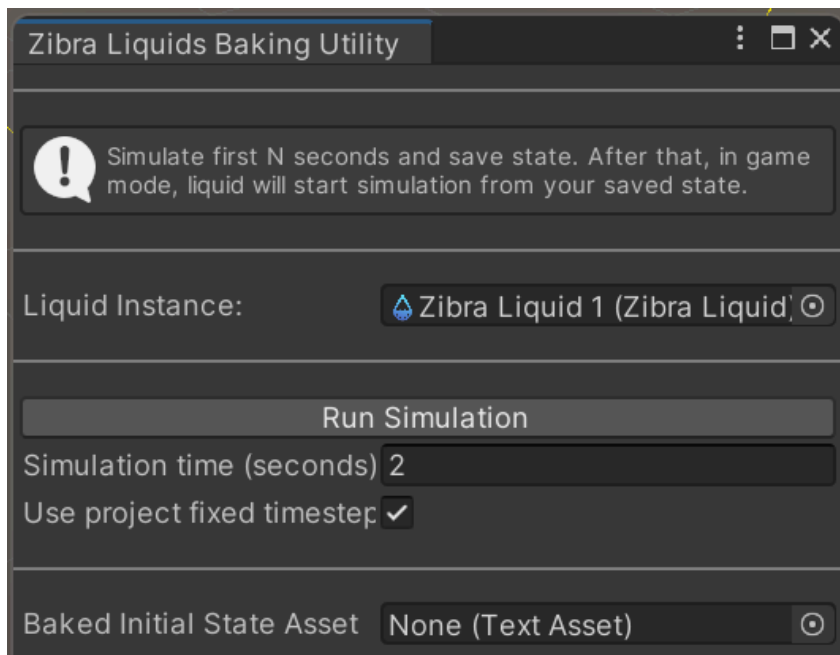 Zibra Liquids Baking Utility
Simulate first N seconds and save state. After that, in game
mode, liquid will start simulation from your saved state.
Liquid Instance: Zibra Liquid 1 (Zibra Liquid)
Run Simulation
Simulation time (seconds) 2
Use project fixed timestep
Baked Initial State Asset None (Text Asset)